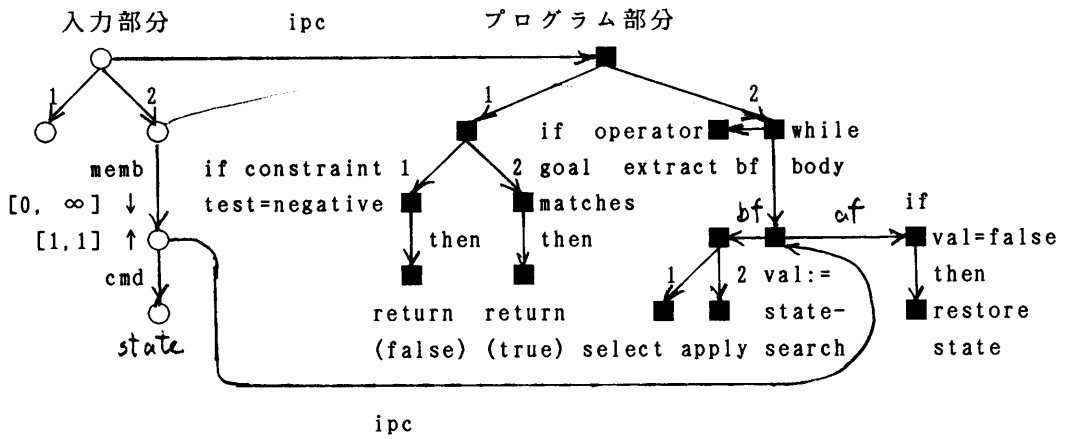 入力部分 ipc プログラム部分
1 2 1 2
if operator while
memb if constraint 1 2 goal extract bf body
[0, ∞] ↓ test=negative matches
bf af if
[1,1] ↑ then then val=false
cmd 1 2 val:= then
return return state- restore
state (false) (true) select apply search state
ipc